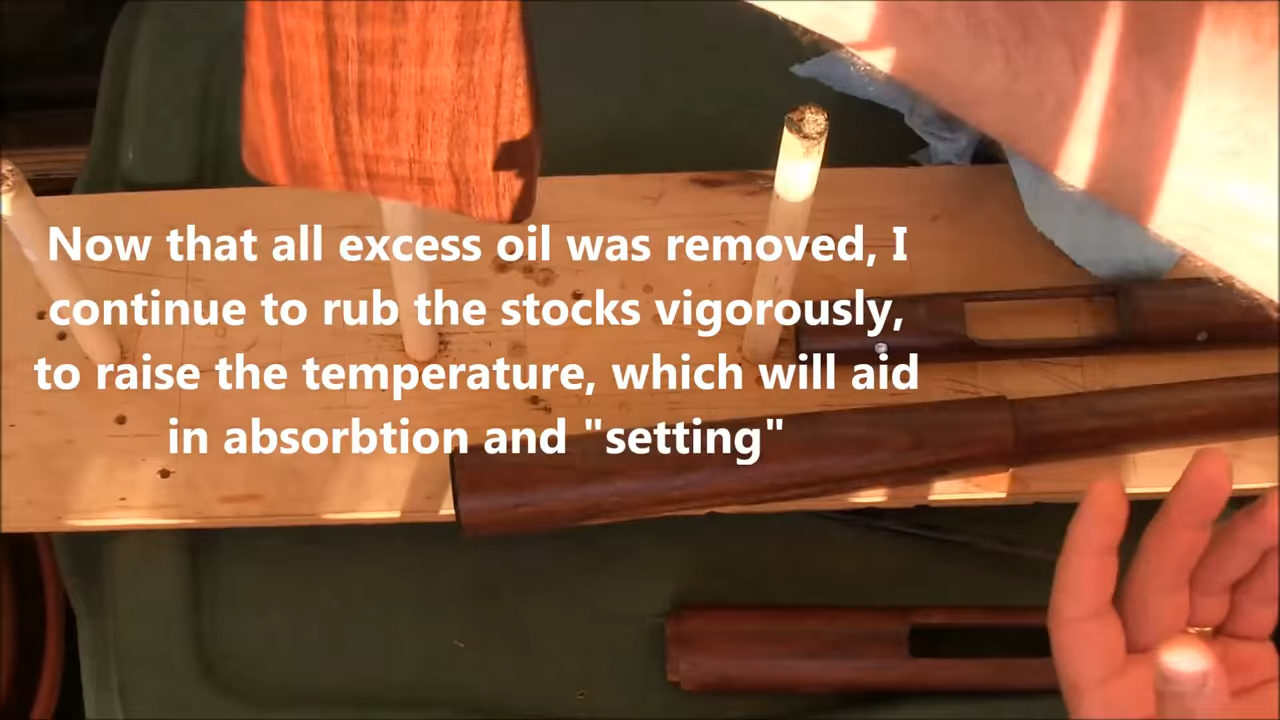 Now that all excess oil was removed, I
continue to rub the stocks vigorously,
to raise the temperature, which will aid
in absorbtion and "setting"